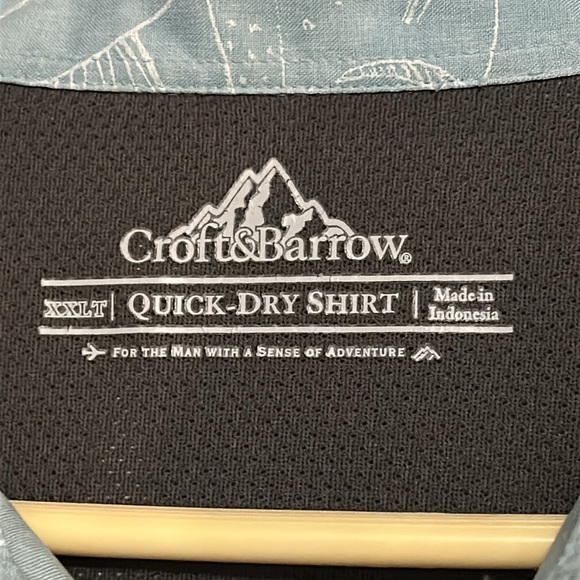 Croft&Barrow®
XXLT | QUICK-DRY SHIRT | Made in Indonesia
FOR THE MAN WITH A SENSE OF ADVENTURE